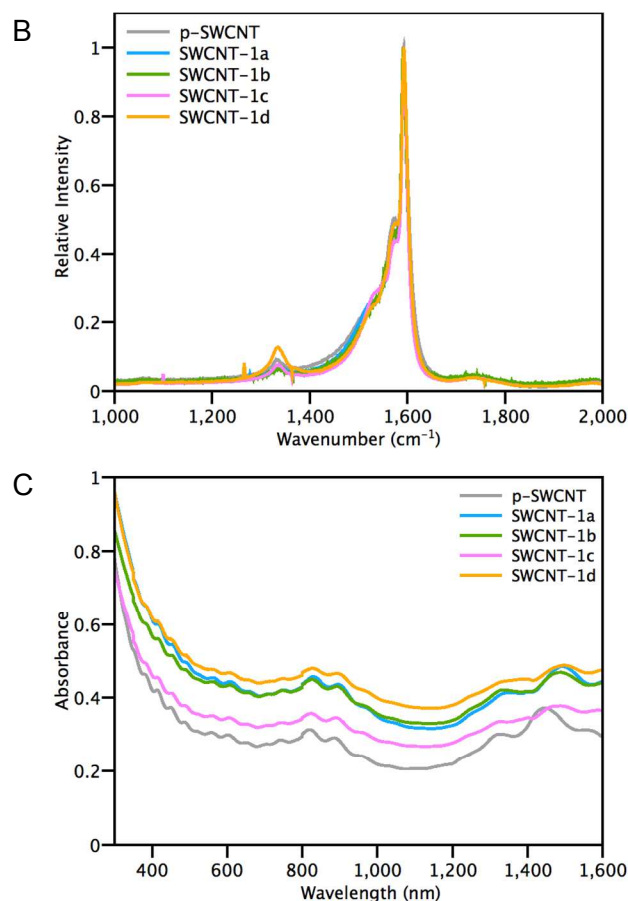 B
p-SWCNT
SWCNT-1a
SWCNT-1b
SWCNT-1c
SWCNT-1d
Relative Intensity
1
0.8
0.6
0.4
0.2
0
1,000 1,200 1,400 1,600 1,800 2,000
Wavenumber (cm⁻¹)
C
p-SWCNT
SWCNT-1a
SWCNT-1b
SWCNT-1c
SWCNT-1d
Absorbance
1
0.8
0.6
0.4
0.2
0
400 600 800 1,000 1,200 1,400 1,600
Wavelength (nm)